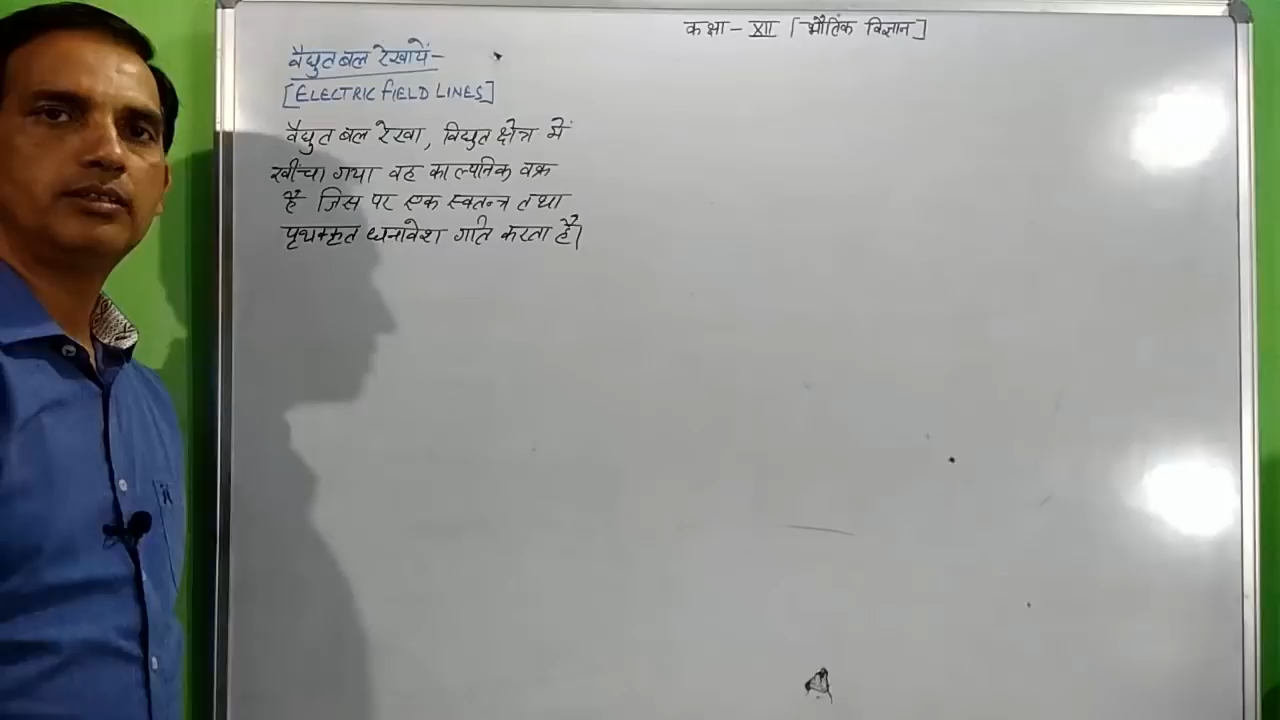 कक्षा - XII [भौतिक विज्ञान]
वैद्युत बल रेखायें-
[ELECTRIC FIELD LINES]
वैद्युत बल रेखा, विद्युत क्षेत्र में
खींचा गया वह काल्पनिक वक्र
है जिस पर एक स्वतन्त्र तथा
पृथक्कृत धनावेश गति करता है।